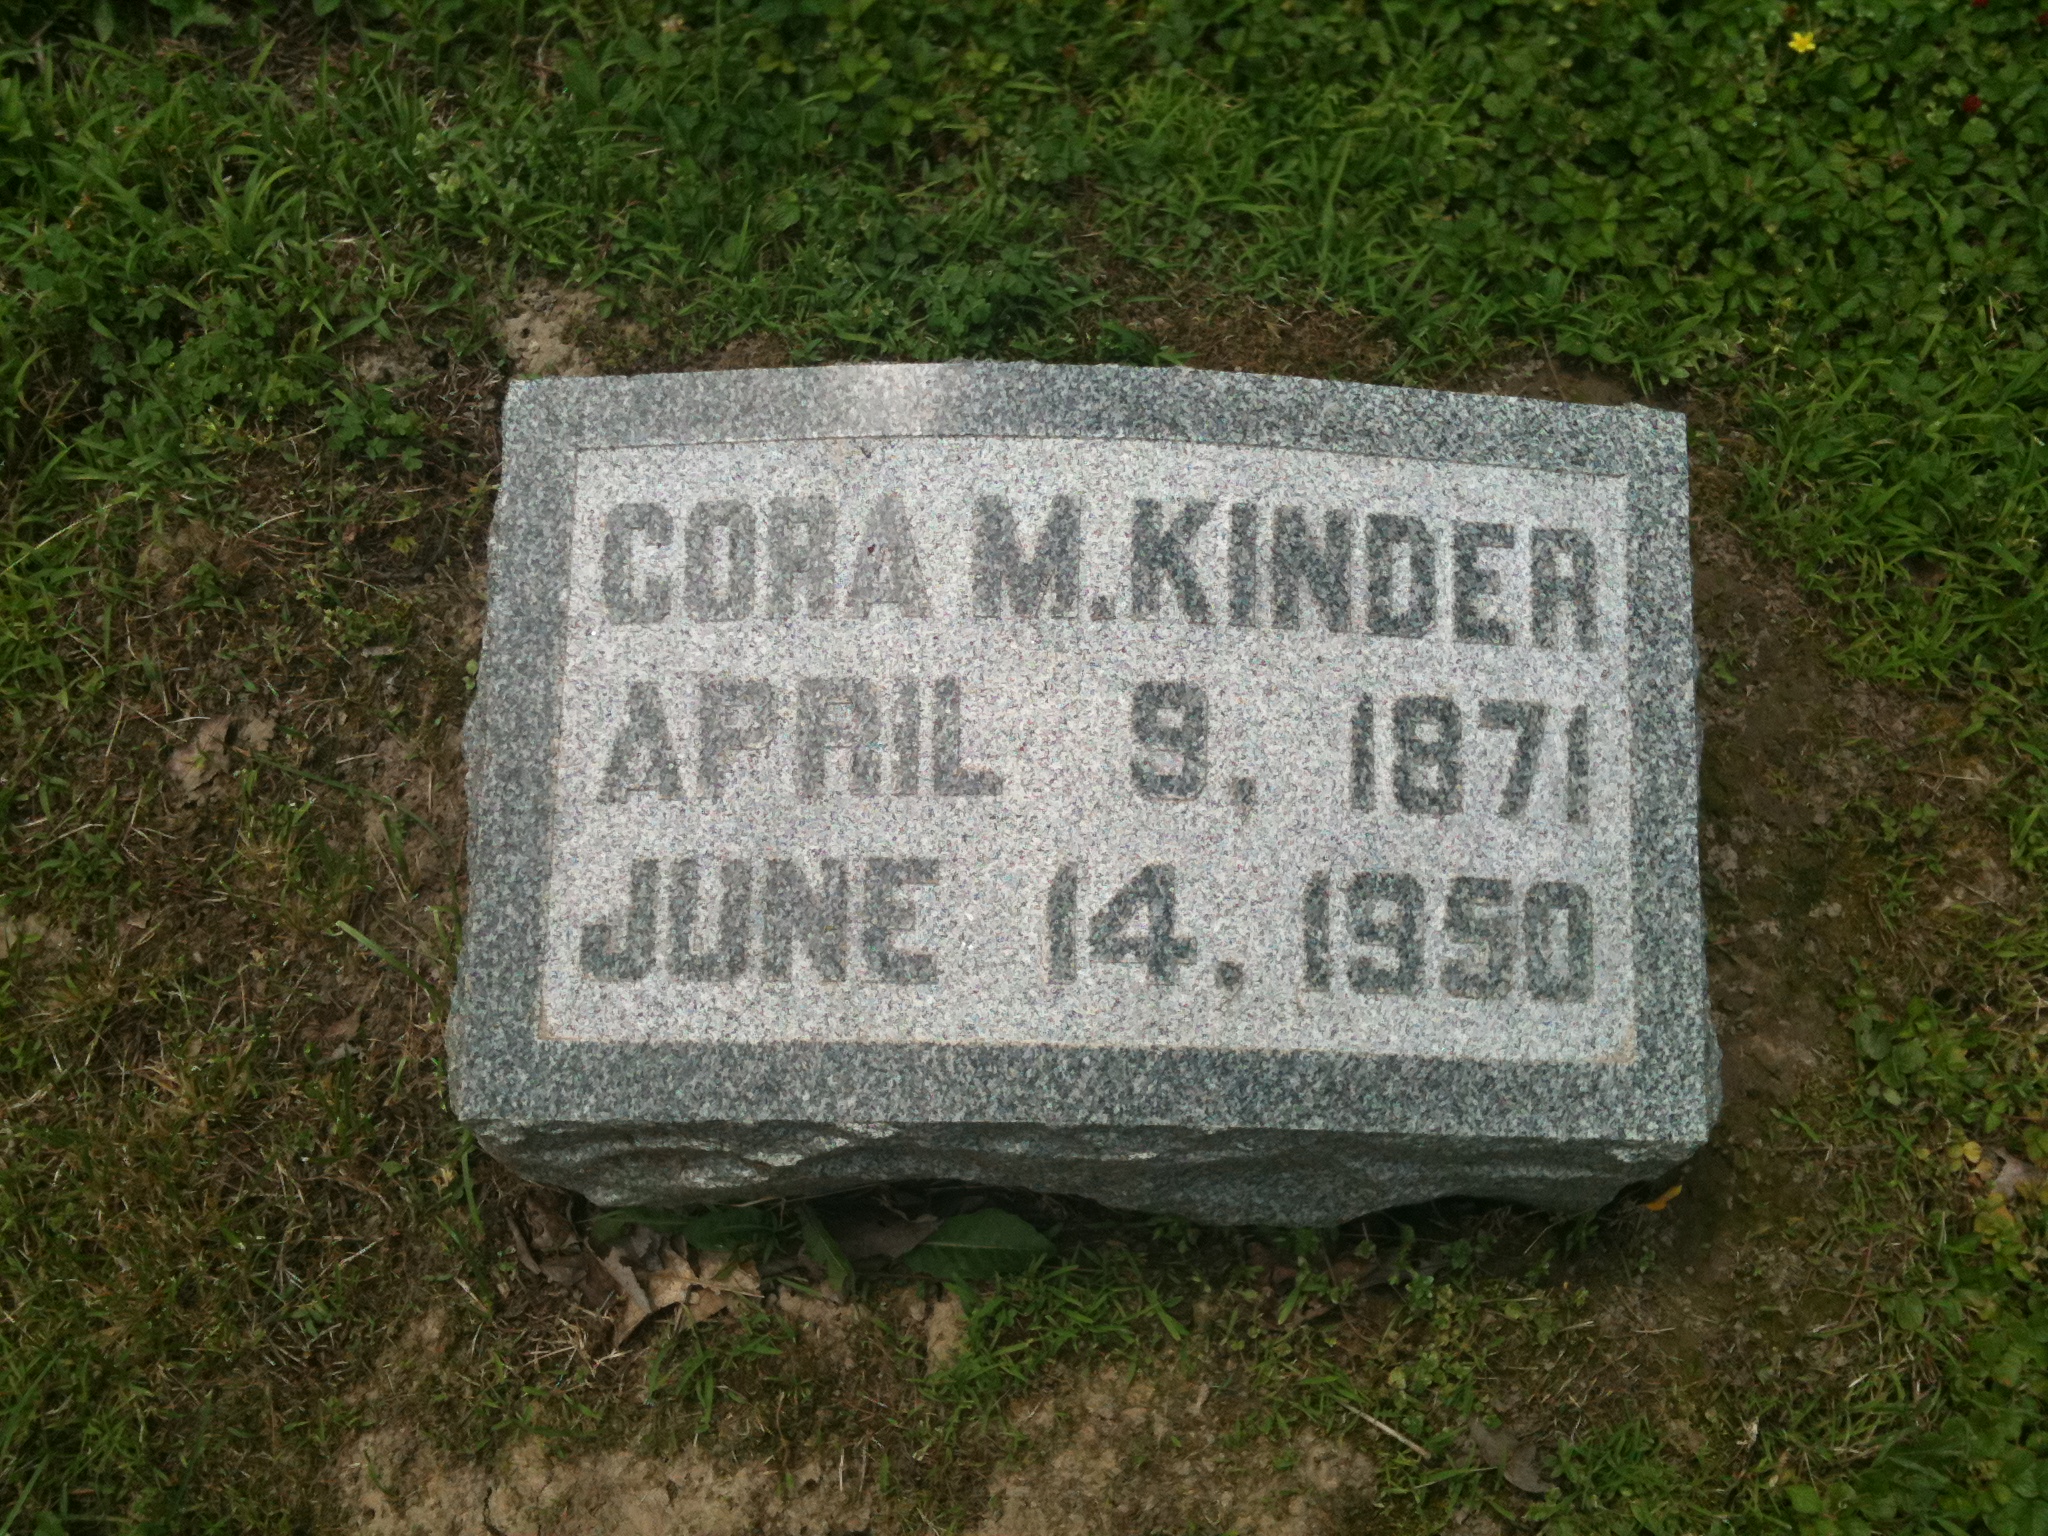 CORA M. KINDER
APRIL 9, 1871
JUNE 14, 1950